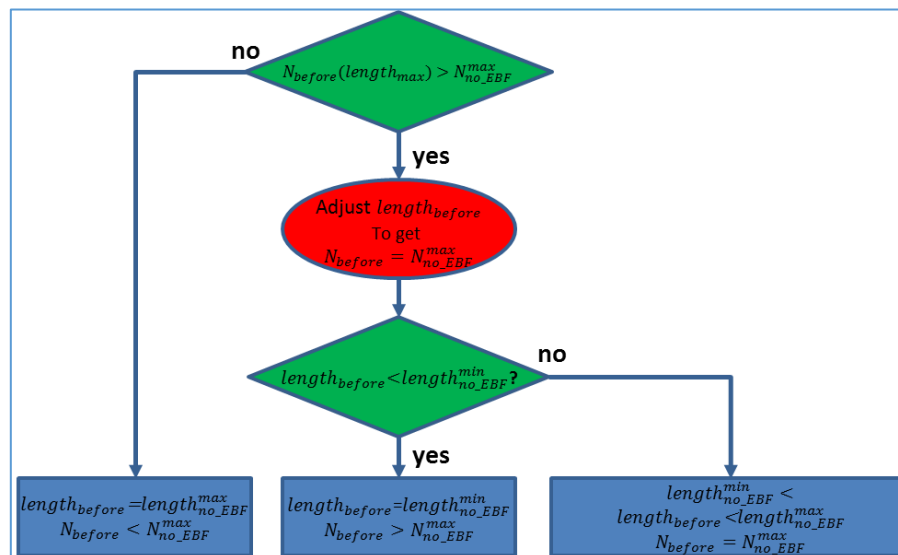 no
N_before(length_max) > N_no_EBF^max
yes
Adjust length_before
To get
N_before = N_no_EBF^max
length_before<length_no_EBF^min?
no
yes
length_before=length_no_EBF^max
N_before < N_no_EBF^max
length_before=length_no_EBF^min
N_before > N_no_EBF^max
length_no_EBF^min <
length_before<length_no_EBF^max
N_before = N_no_EBF^max